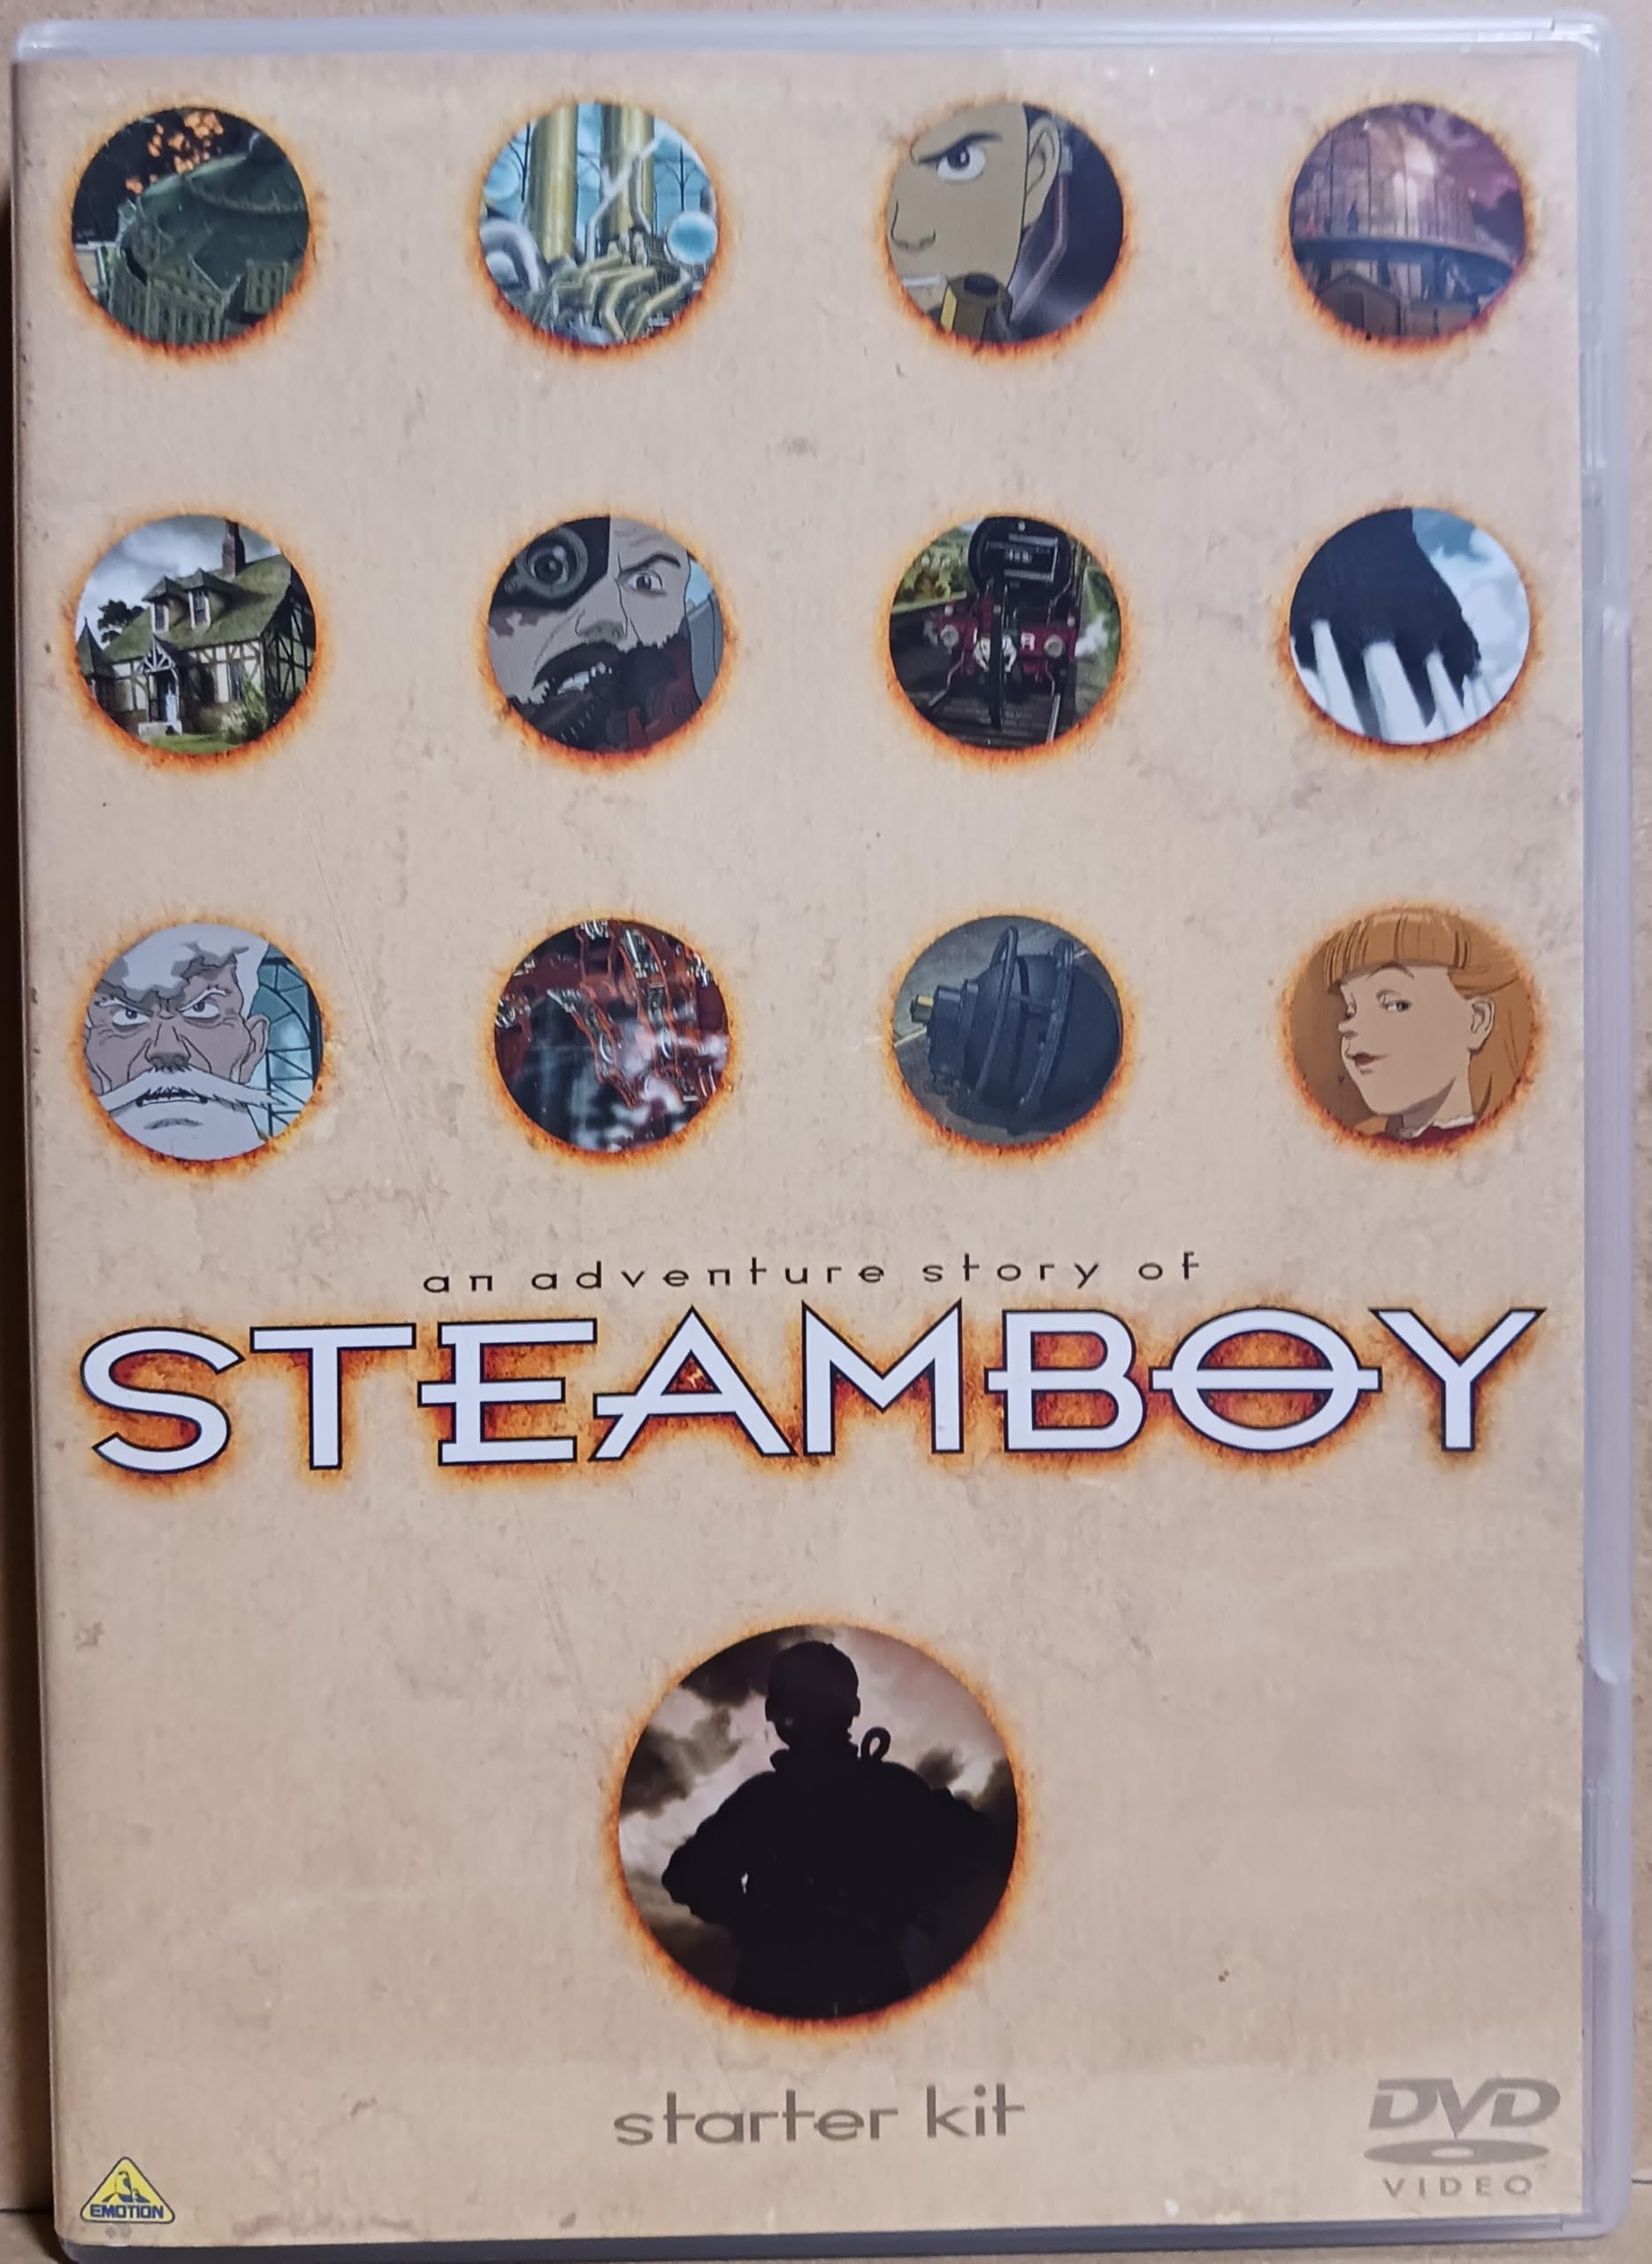 an adventure story of
STEAMBOY
starter kit
DVD
VIDEO
EMOTION